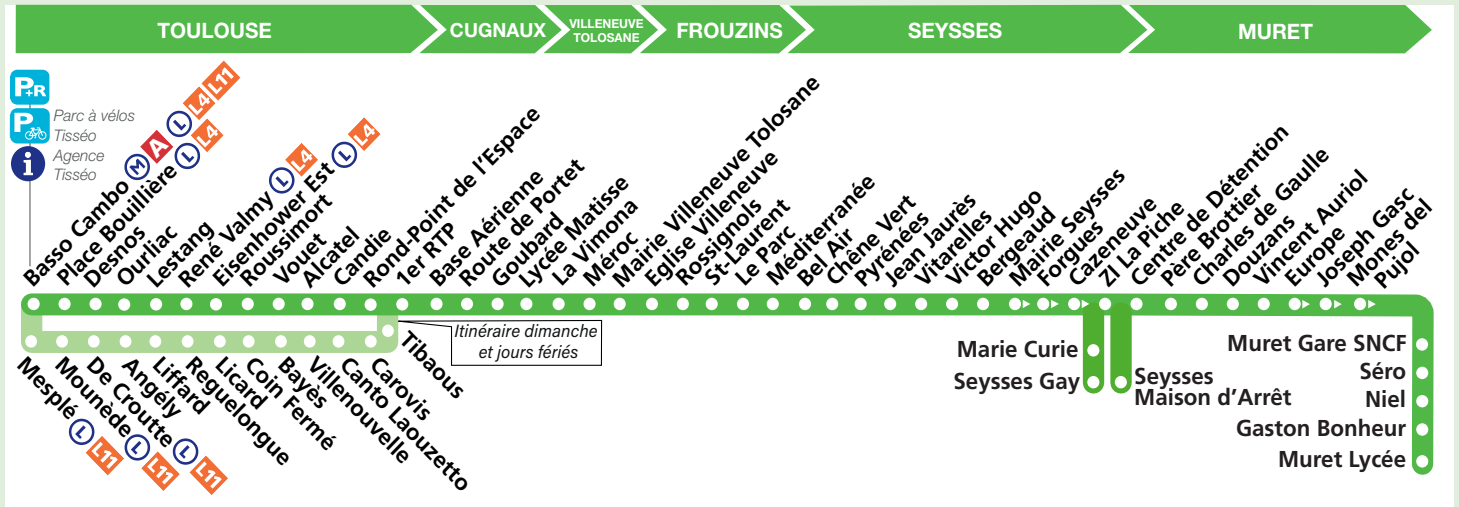 TOULOUSE
CUGNAUX
VILLENEUVE
TOLOSANE
FROUZINS
SEYSSES
MURET
P+R
P
Parc à vélos
Tisséo
i
Agence
Tisséo
Basso Cambo M A L L4 L11
Place Bouillière L L4
Desnos
Ourliac
Lestang
René Valmy L L4
Eisenhower Est L L4
Roussimort
Vouet
Alcatel
Candie
Rond-Point de l'Espace
1er RTP
Base Aérienne
Route de Portet
Goubard
Lycée Matisse
La Vimona
Méroc
Mairie Villeneuve Tolosane
Eglise Villeneuve
Rossignols
St-Laurent
Le Parc
Méditerranée
Bel Air
Chêne Vert
Pyrénées
Jean Jaurès
Vitarelles
Victor Hugo
Bergeaud
Mairie Seysses
Forgues
Cazeneuve
ZI La Piche
Centre de Détention
Père Brottier
Charles de Gaulle
Douzans
Vincent Auriol
Europe
Joseph Gasc
Mones del
Pujol
Itinéraire dimanche
et jours fériés
Mesplé L L11
Mounède L L11
De Croutte L L11
Angély
Liffard
Reguelongue
Licard
Coin Fermé
Bayès
Villenouvelle
Canto Laouzetto
Carovis
Tibaous
Marie Curie
Seysses Gay
Seysses
Maison d'Arrêt
Muret Gare SNCF
Séro
Niel
Gaston Bonheur
Muret Lycée